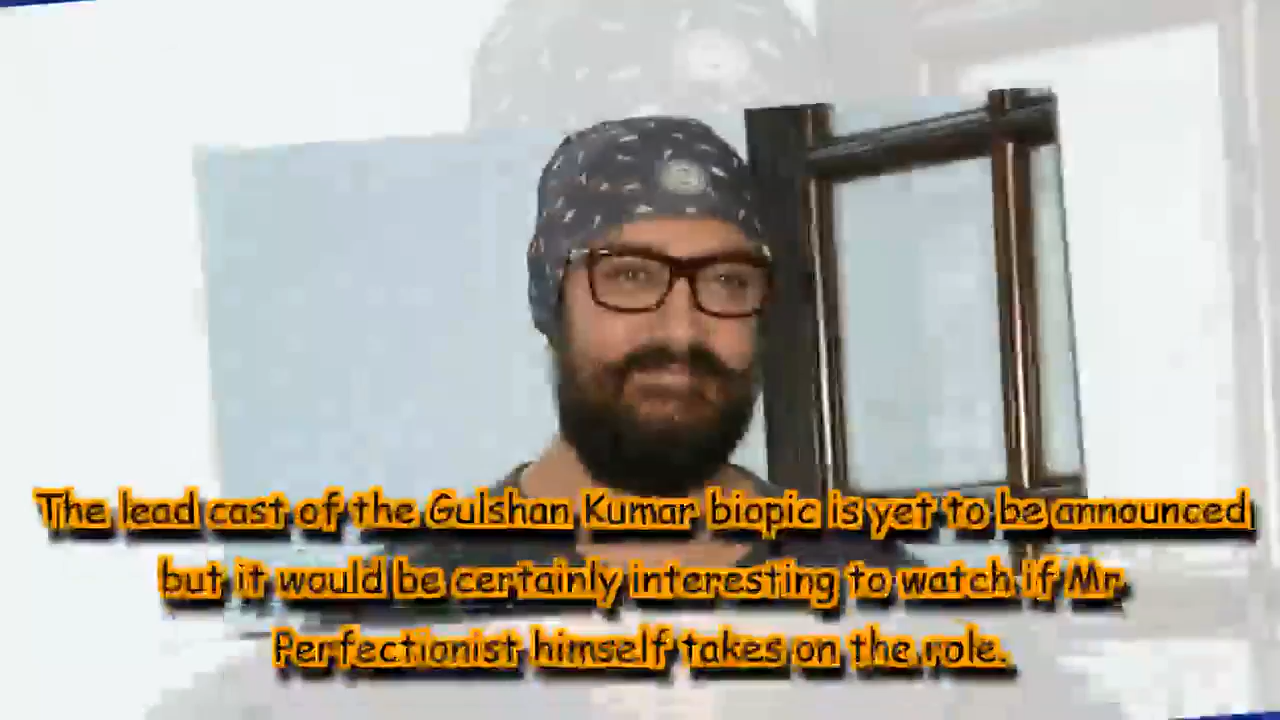 The lead cast of the Gulshan Kumar biopic is yet to be announced
but it would be certainly interesting to watch if Mr
Perfectionist himself takes on the role.